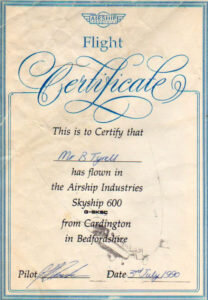 AIRSHIP
Flight
Certificate
This is to Certify that
Mr B. Tyrell
has flown in
the Airship Industries
Skyship 600
G-SKSC
from Cardington
in Bedfordshire
Pilot Date 3rd July 1990